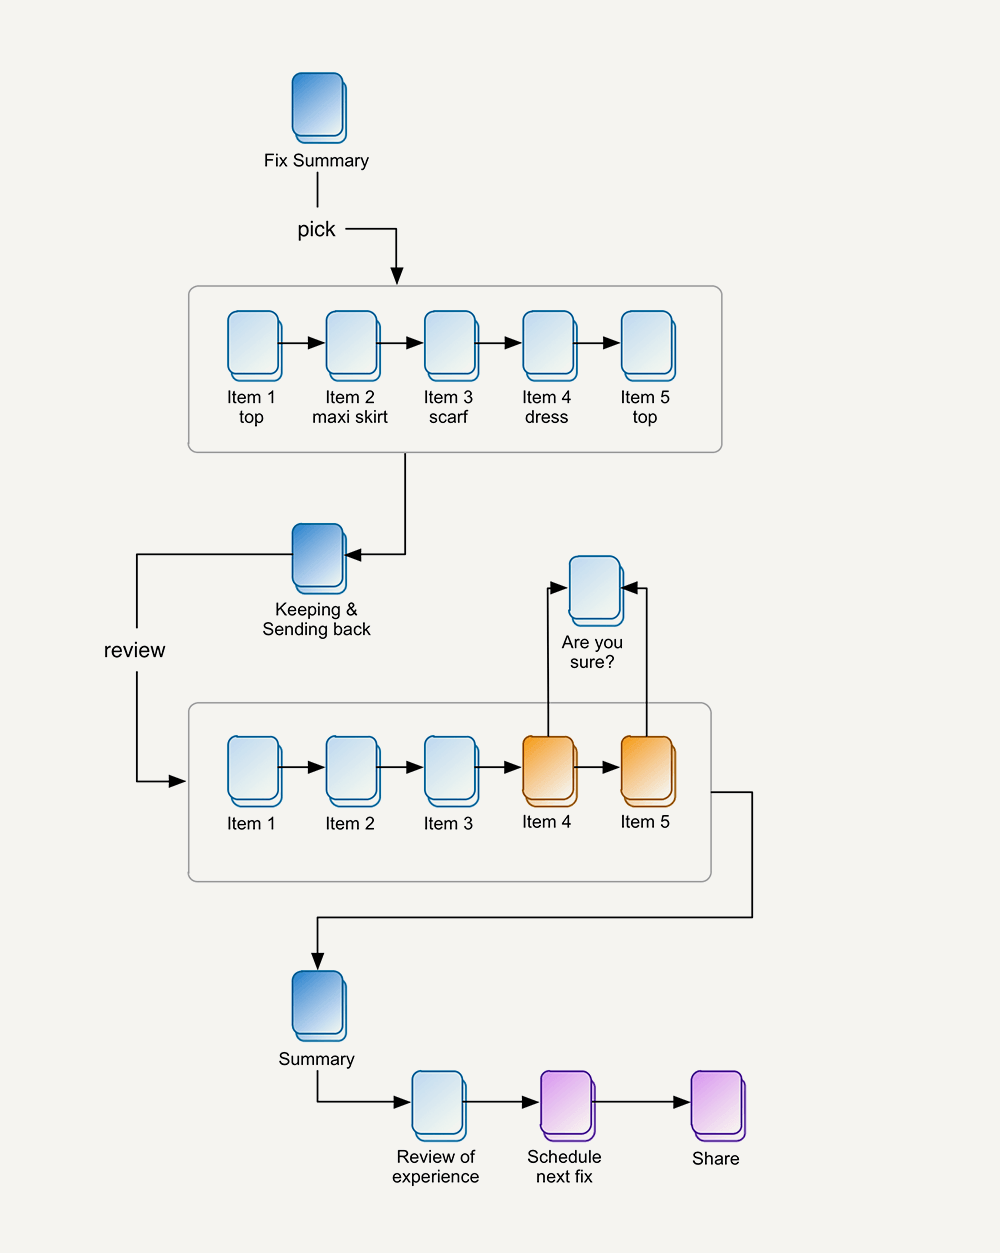 Fix Summary
pick
Item 1
top
Item 2
maxi skirt
Item 3
scarf
Item 4
dress
Item 5
top
Keeping &
Sending back
Are you
sure?
review
Item 1
Item 2
Item 3
Item 4
Item 5
Summary
Review of
experience
Schedule
next fix
Share